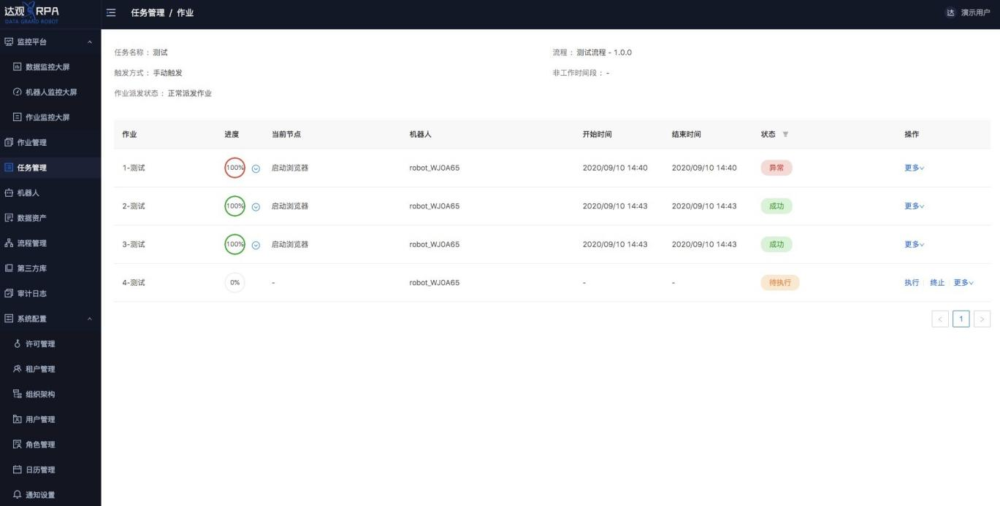 达观 RPA
DATA GRAND ROBOT
任务管理 / 作业
达 演示用户
监控平台
数据监控大屏
机器人监控大屏
作业监控大屏
作业管理
任务管理
机器人
数据资产
流程管理
第三方库
审计日志
系统配置
许可管理
租户管理
组织架构
用户管理
角色管理
日历管理
通知设置
任务名称： 测试 流程： 测试流程 - 1.0.0
触发方式： 手动触发 非工作时间段： -
作业派发状态： 正常派发作业
作业 进度 当前节点 机器人 开始时间 结束时间 状态 操作
1-测试 100% 启动浏览器 robot_WJ0A65 2020/09/10 14:40 2020/09/10 14:40 异常 更多
2-测试 100% 启动浏览器 robot_WJ0A65 2020/09/10 14:43 2020/09/10 14:43 成功 更多
3-测试 100% 启动浏览器 robot_WJ0A65 2020/09/10 14:43 2020/09/10 14:43 成功 更多
4-测试 0% - robot_WJ0A65 - - 待执行 执行 终止 更多
< 1 >